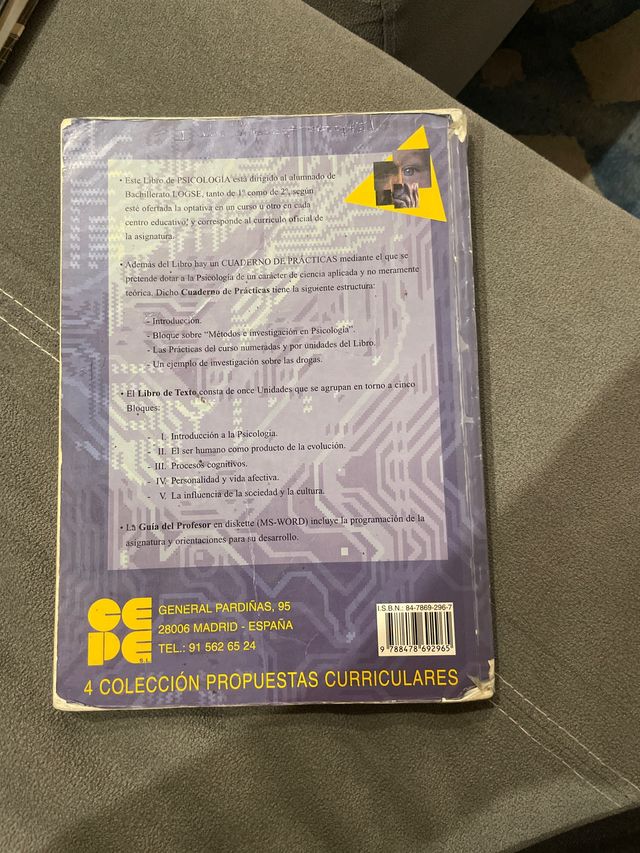 • Este Libro de PSICOLOGÍA está dirigido al alumnado de
Bachillerato LOGSE, tanto de 1º como de 2º, según
esté ofertada la optativa en un curso u otro en cada
centro educativo, y corresponde al currículo oficial de
la asignatura.
• Además del Libro hay un CUADERNO DE PRÁCTICAS mediante el que se
pretende dotar a la Psicología de un carácter de ciencia aplicada y no meramente
teórica. Dicho Cuaderno de Prácticas tiene la siguiente estructura:
- Introducción.
- Bloque sobre "Métodos e investigación en Psicología".
- Las Prácticas del curso numeradas y por unidades del Libro.
- Un ejemplo de investigación sobre las drogas.
• El Libro de Texto consta de once Unidades que se agrupan en torno a cinco
Bloques:
- I. Introducción a la Psicología.
- II. El ser humano como producto de la evolución.
- III. Procesos cognitivos.
- IV. Personalidad y vida afectiva.
- V. La influencia de la sociedad y la cultura.
• La Guía del Profesor en diskette (MS-WORD) incluye la programación de la
asignatura y orientaciones para su desarrollo.
CEPE S.L.
GENERAL PARDIÑAS, 95
28006 MADRID - ESPAÑA
TEL.: 91 562 65 24
I.S.B.N.: 84-7869-296-7
9 788478 692965
4 COLECCIÓN PROPUESTAS CURRICULARES